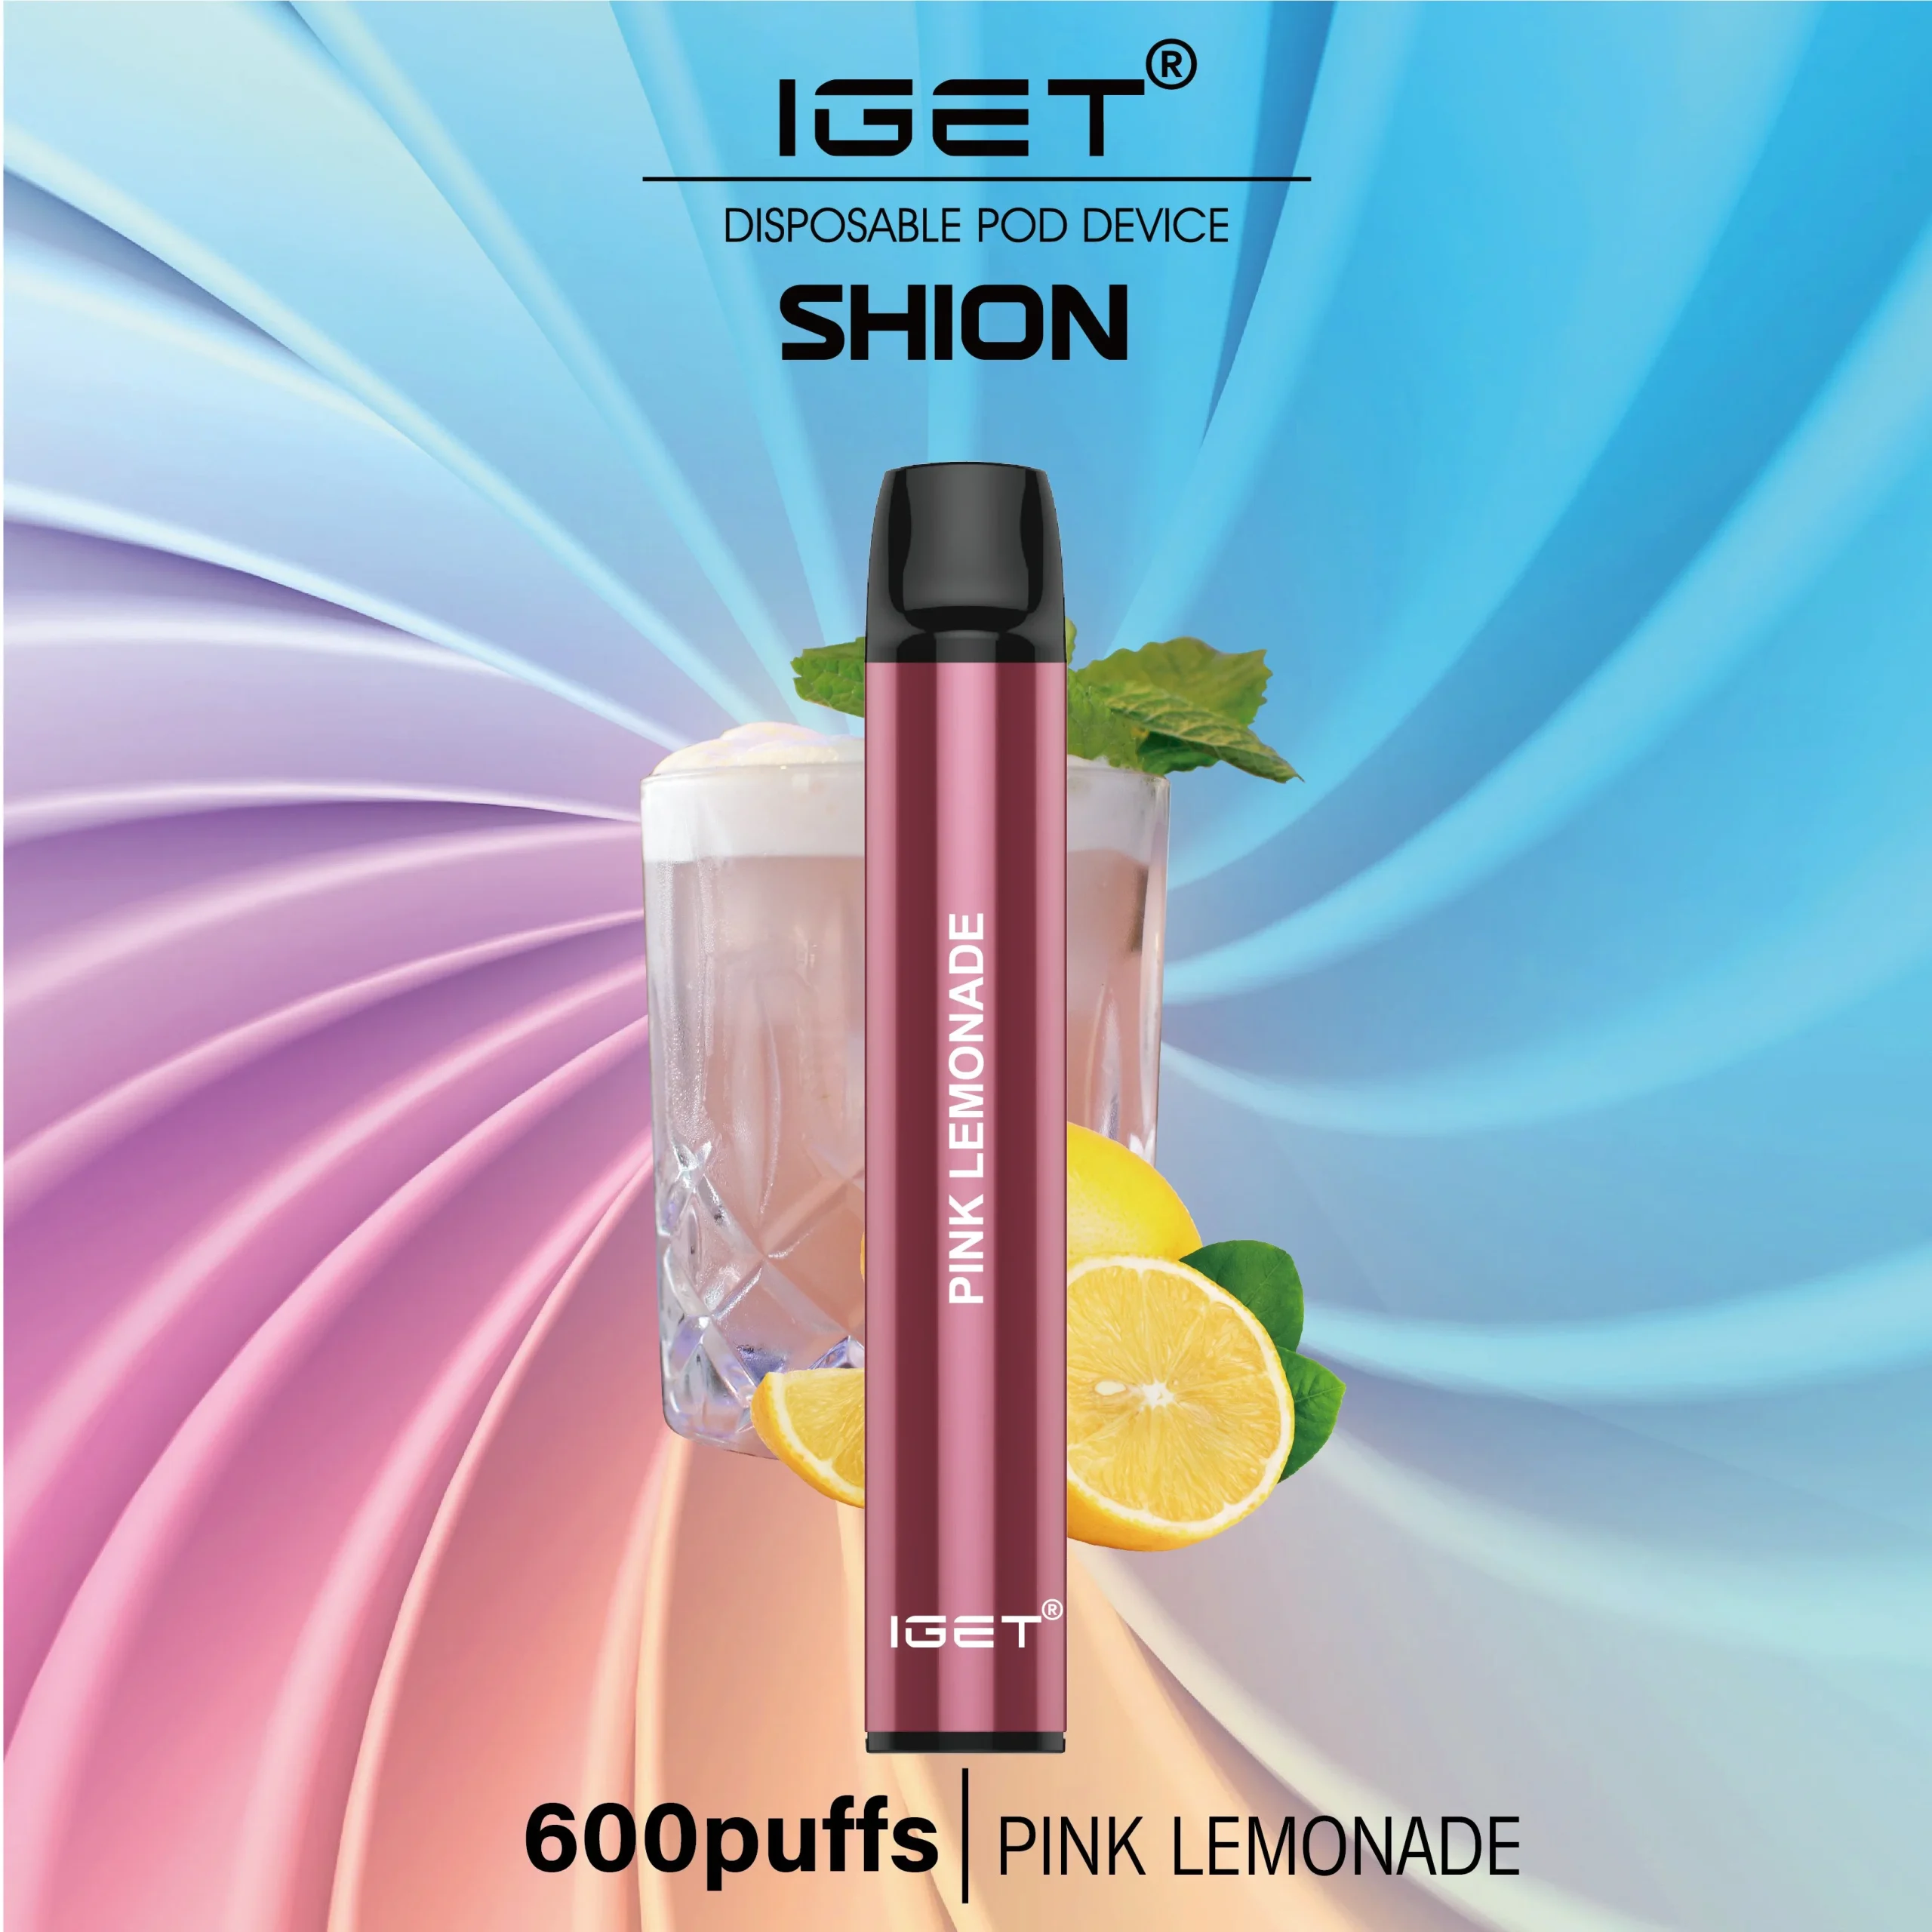 IGET®
DISPOSABLE POD DEVICE
SHION
PINK LEMONADE
IGET®
600puffs | PINK LEMONADE